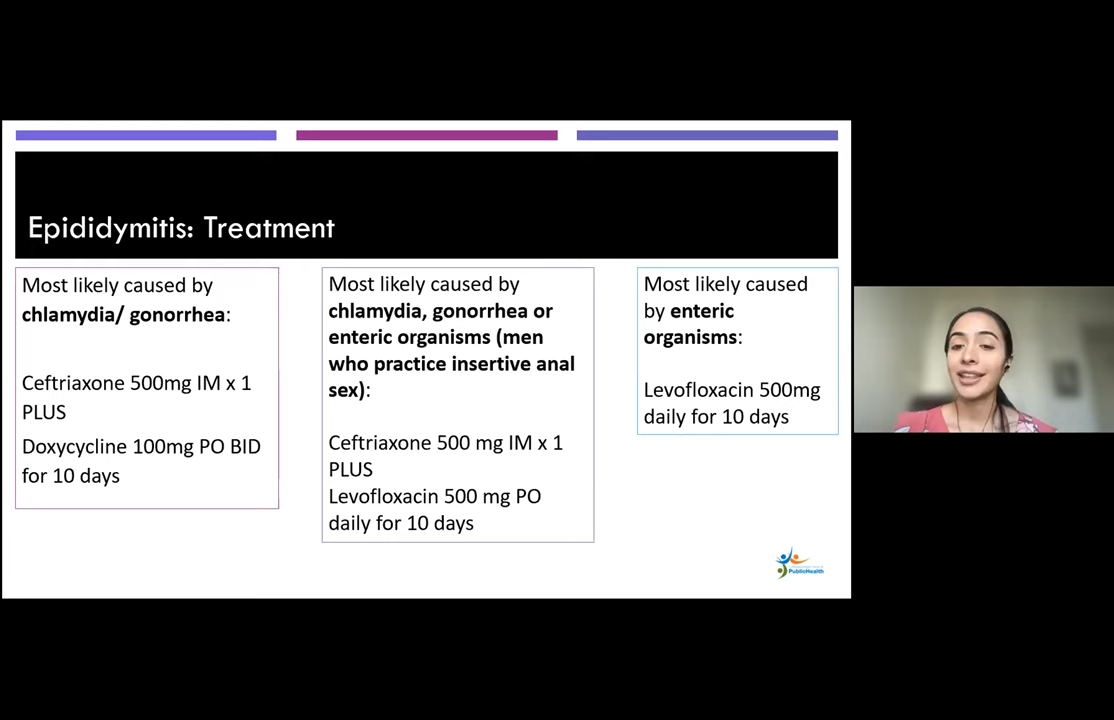 Epididymitis: Treatment
Most likely caused by
chlamydia/ gonorrhea:
Ceftriaxone 500mg IM x 1
PLUS
Doxycycline 100mg PO BID
for 10 days
Most likely caused by
chlamydia, gonorrhea or
enteric organisms (men
who practice insertive anal
sex):
Ceftriaxone 500 mg IM x 1
PLUS
Levofloxacin 500 mg PO
daily for 10 days
Most likely caused
by enteric
organisms:
Levofloxacin 500mg
daily for 10 days
PublicHealth